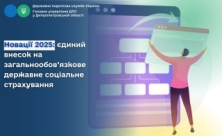 Державна податкова служба України
Головне управління ДПС
у Дніпропетровській області
Новації 2025: єдиний
внесок на
загальнообов’язкове
державне соціальне
страхування